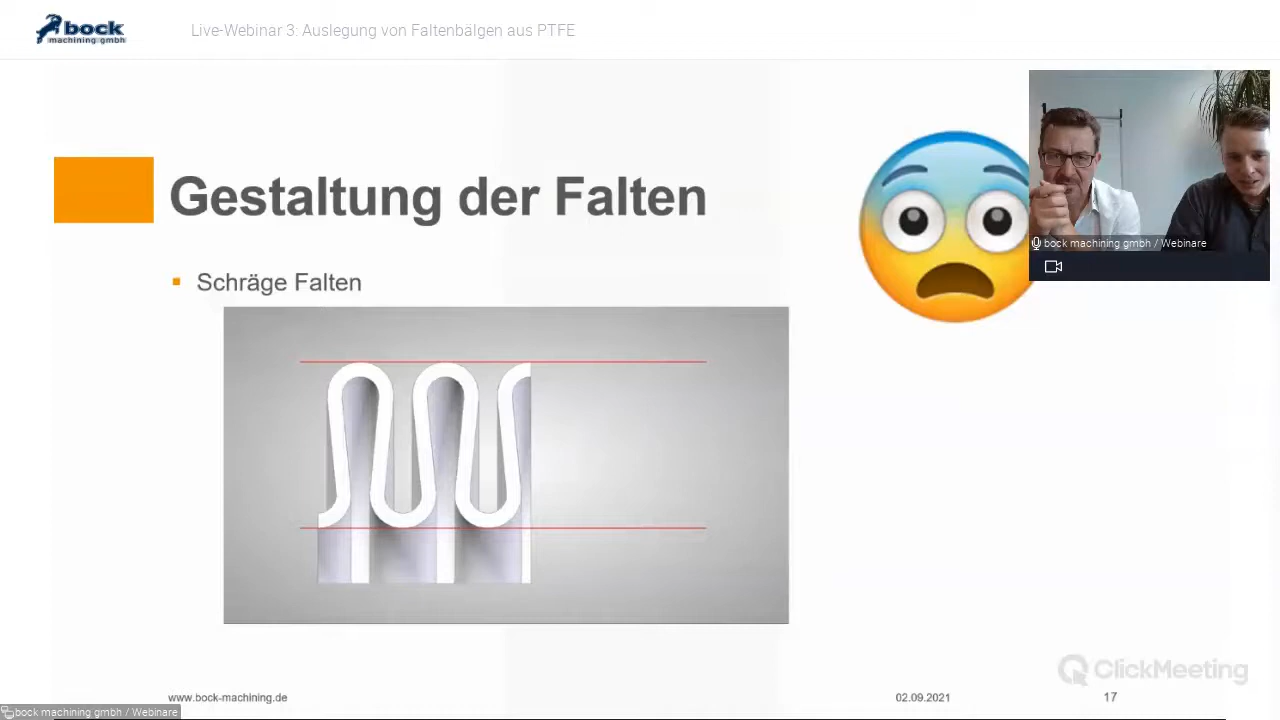 bock
machining gmbh
Live-Webinar 3: Auslegung von Faltenbälgen aus PTFE
Gestaltung der Falten
Schräge Falten
bock machining gmbh / Webinare
ClickMeeting
www.bock-machining.de
02.09.2021
17
bock machining gmbh / Webinare